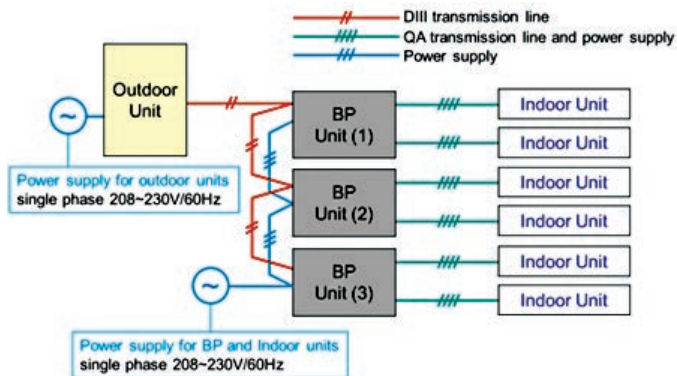 DIII transmission line
QA transmission line and power supply
Power supply
Outdoor
Unit
BP
Unit (1)
Indoor Unit
Indoor Unit
Power supply for outdoor units
single phase 208~230V/60Hz
BP
Unit (2)
Indoor Unit
Indoor Unit
BP
Unit (3)
Indoor Unit
Indoor Unit
Power supply for BP and Indoor units
single phase 208~230V/60Hz